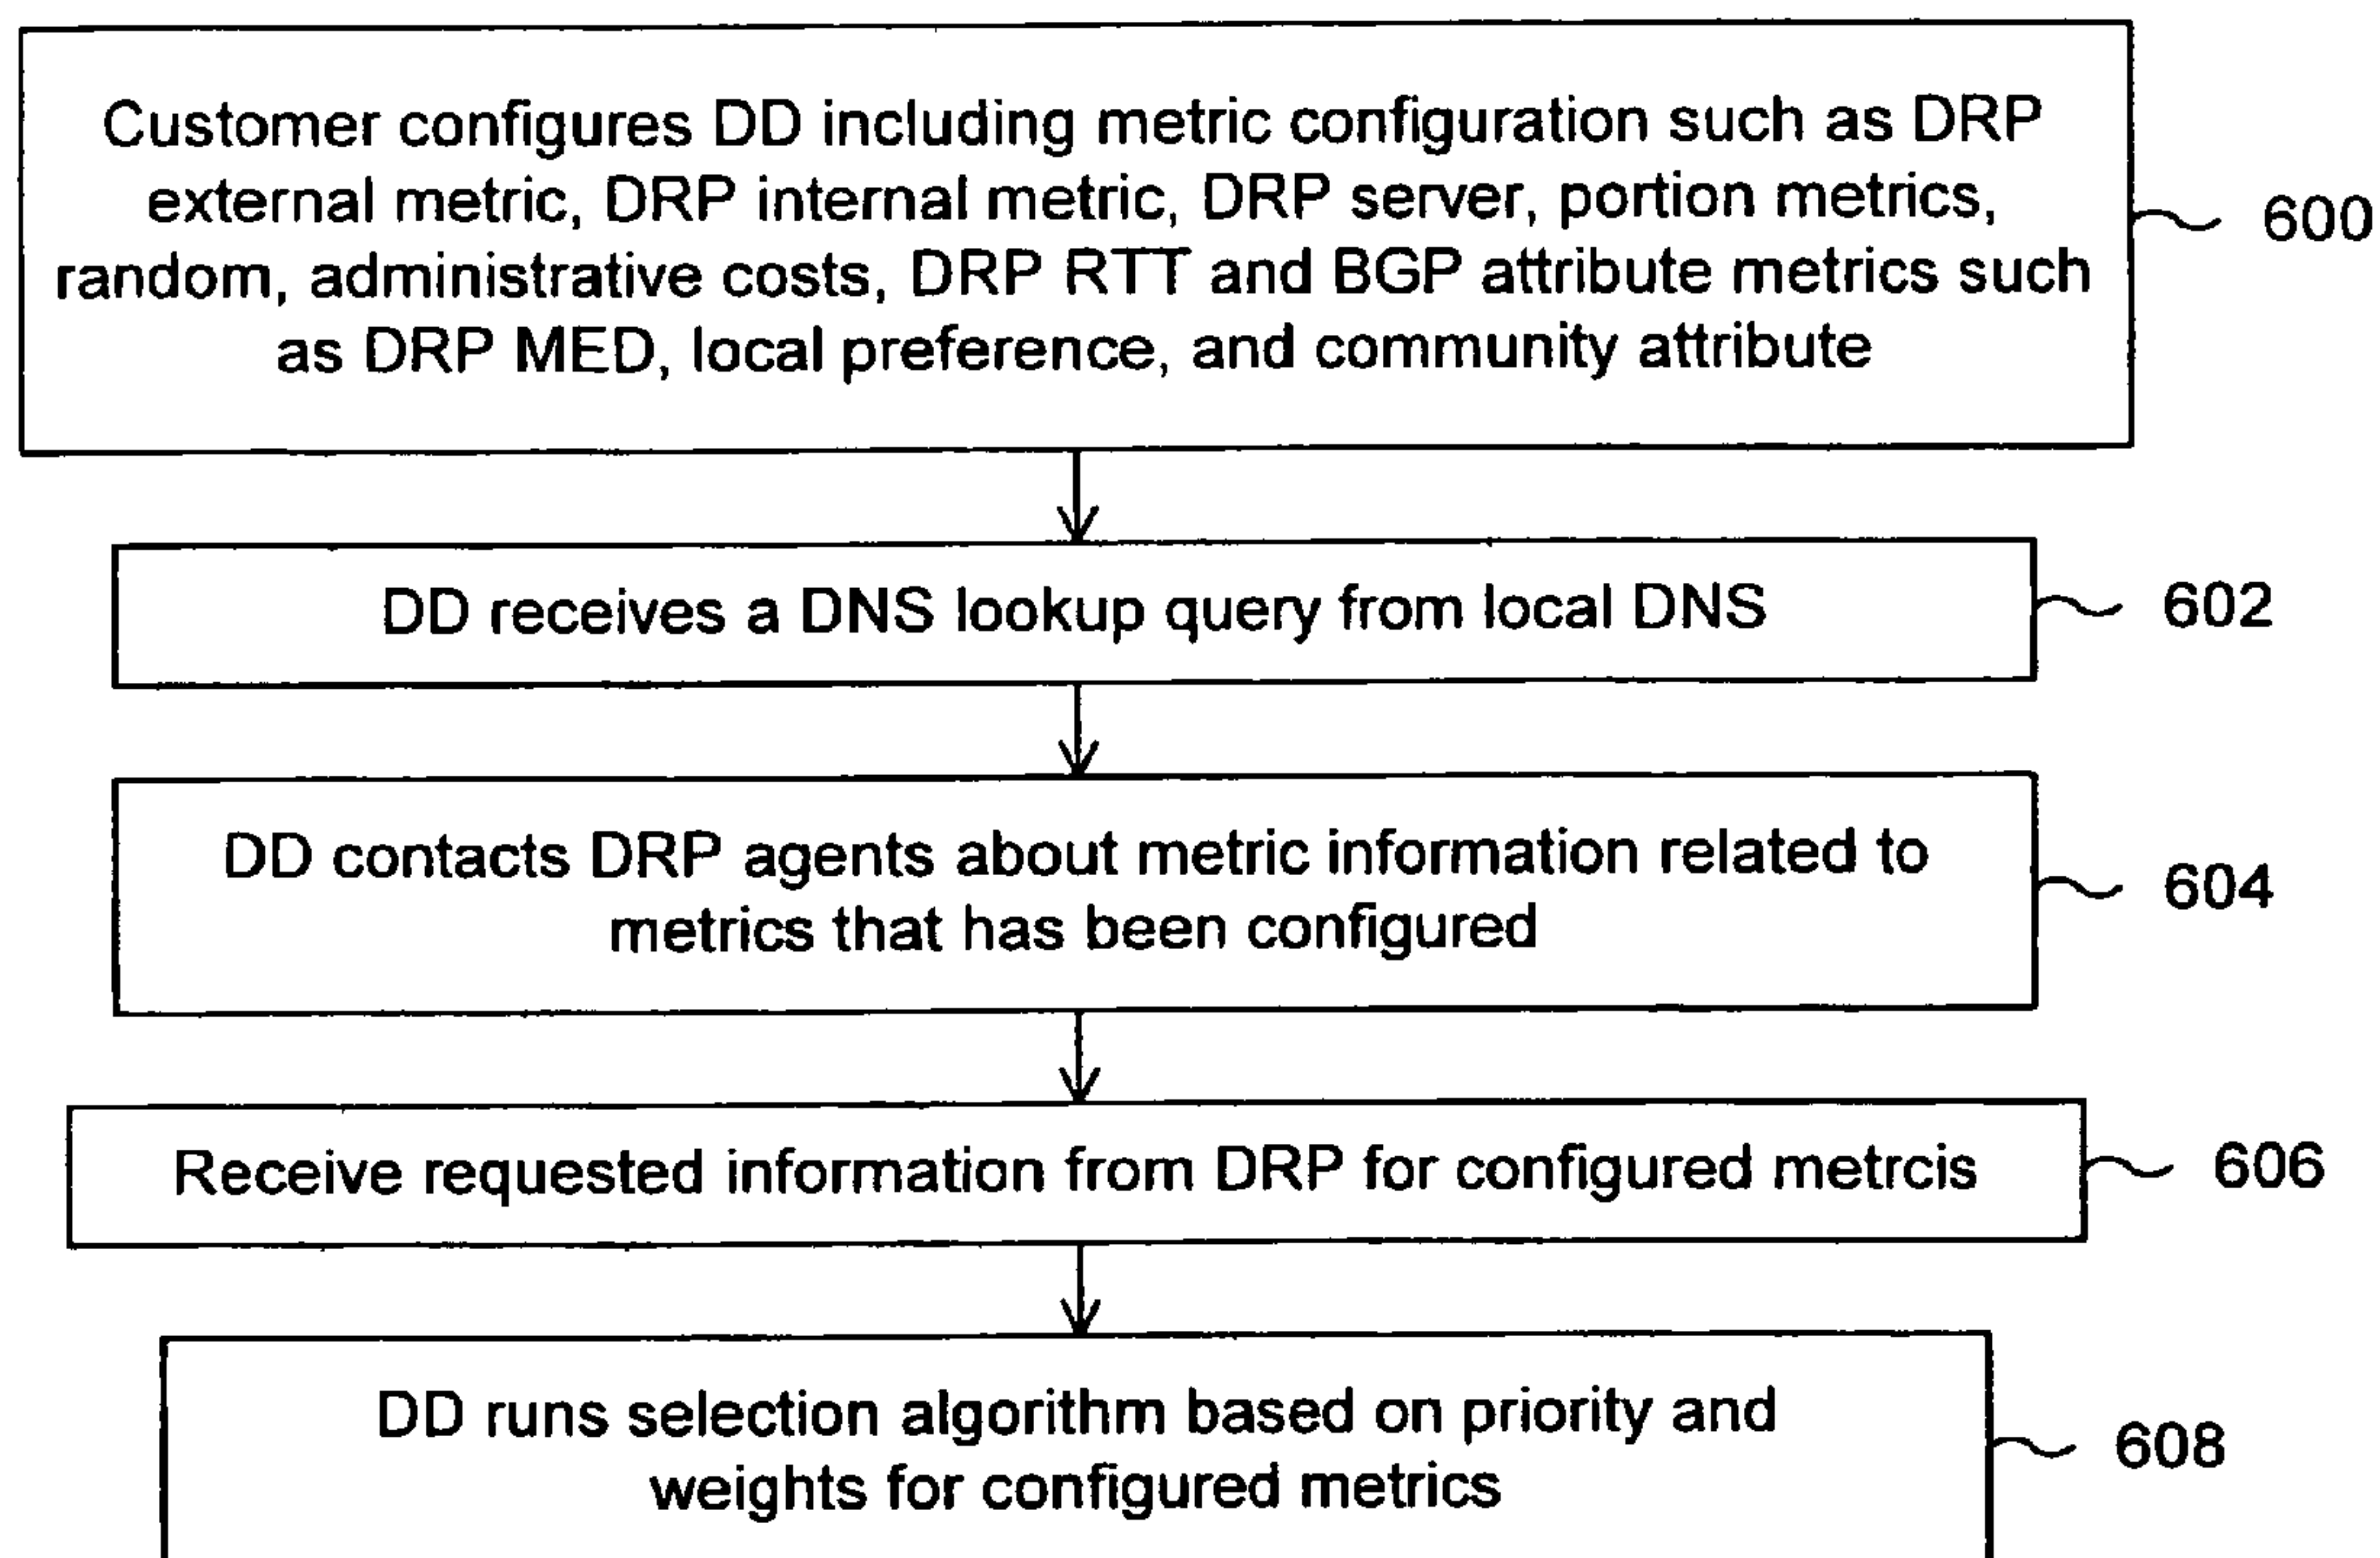 Customer configures DD including metric configuration such as DRP
external metric, DRP internal metric, DRP server, portion metrics,
random, administrative costs, DRP RTT and BGP attribute metrics such
as DRP MED, local preference, and community attribute
600
DD receives a DNS lookup query from local DNS
602
DD contacts DRP agents about metric information related to
metrics that has been configured
604
Receive requested information from DRP for configured metrcis
606
DD runs selection algorithm based on priority and
weights for configured metrics
608